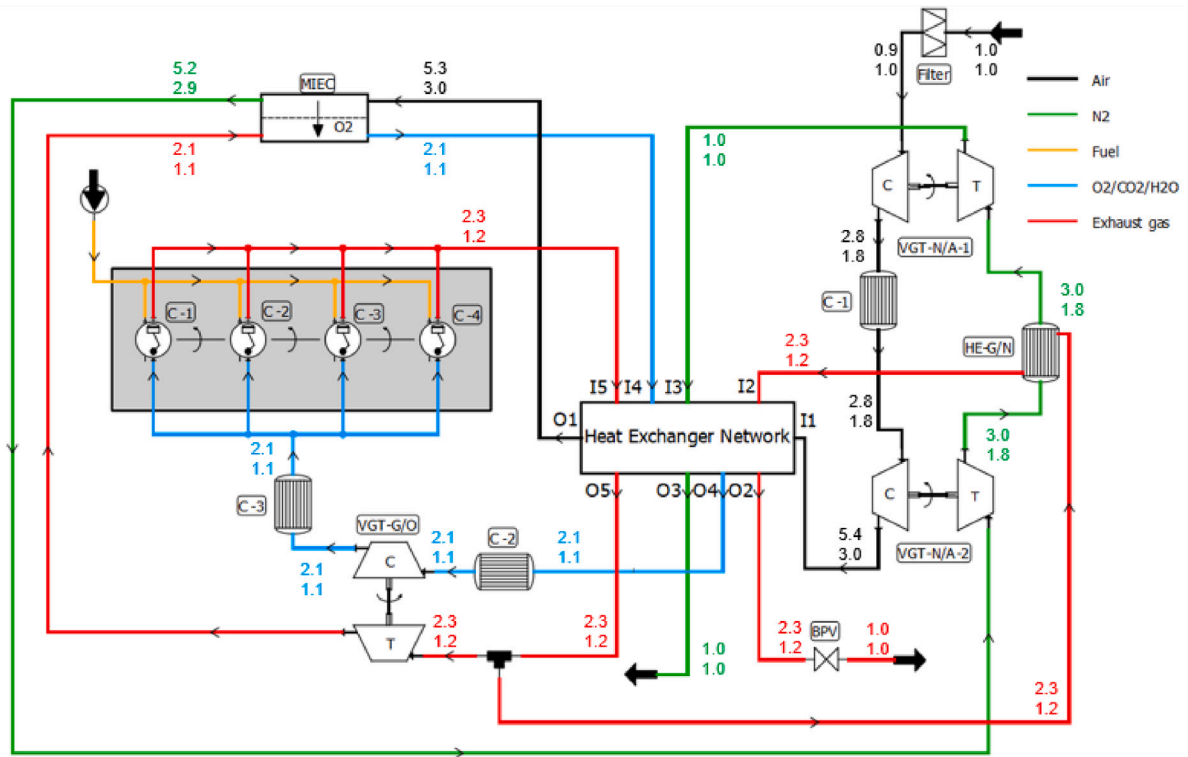 5.2
2.9
MIEC
O2
5.3
3.0
0.9
1.0
Filter
1.0
1.0
Air
N2
Fuel
O2/CO2/H2O
Exhaust gas
2.1
1.1
2.1
1.1
1.0
1.0
C
T
VGT-N/A-1
2.3
1.2
2.8
1.8
C -1
3.0
1.8
HE-G/N
C -1
C -2
C -3
C -4
2.3
1.2
I5
I4
I3
I2
O1
I1
Heat Exchanger Network
2.8
1.8
3.0
1.8
O5
O3
O4
O2
2.1
1.1
C -3
VGT-G/O
C
T
2.1
1.1
2.1
1.1
C -2
2.1
1.1
C
T
VGT-N/A-2
5.4
3.0
2.3
1.2
2.3
1.2
1.0
1.0
2.3
1.2
BPV
1.0
1.0
2.3
1.2